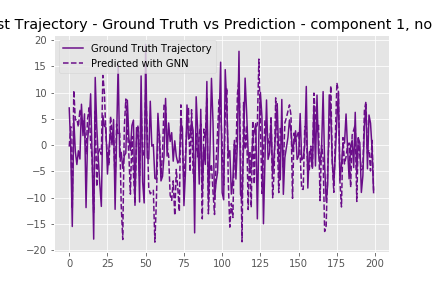 st Trajectory - Ground Truth vs Prediction - component 1, no
Ground Truth Trajectory
Predicted with GNN
20
15
10
5
0
−5
−10
−15
−20
0 25 50 75 100 125 150 175 200